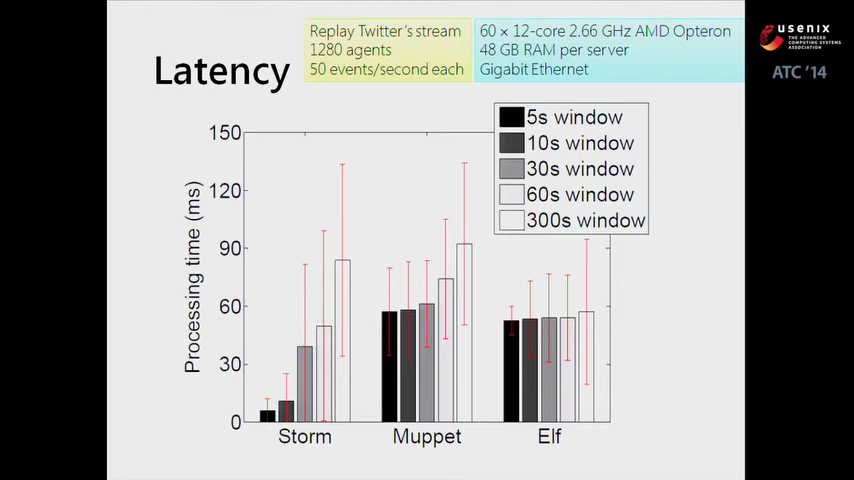 Replay Twitter's stream
1280 agents
50 events/second each
60 x 12-core 2.66 GHz AMD Opteron
48 GB RAM per server
Gigabit Ethernet
usenix
THE ADVANCED
COMPUTING SYSTEMS
ASSOCIATION
ATC '14
Latency
5s window
10s window
30s window
60s window
300s window
Processing time (ms)
150
120
90
60
30
0
Storm
Muppet
Elf